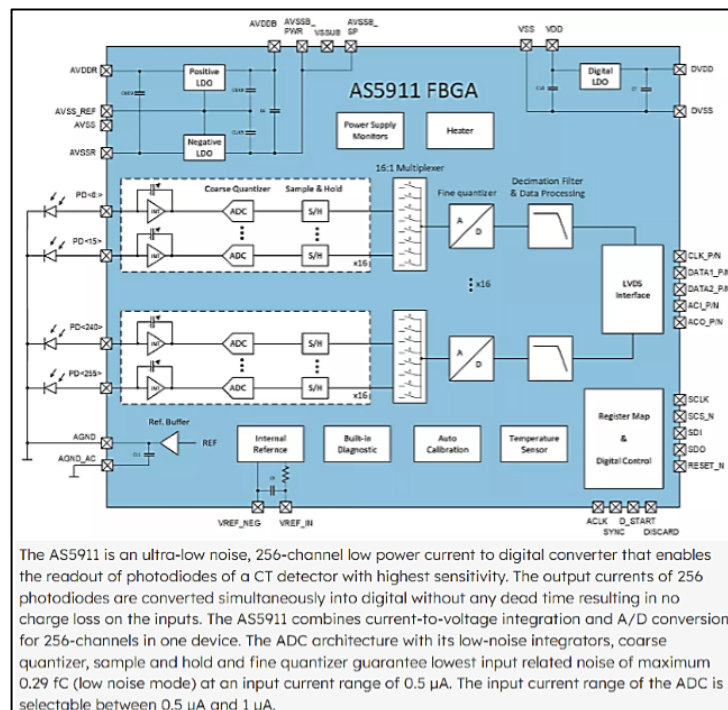 AVDDB
AVSSB_
PWR
VSSUB
AVSSB_
SP
VSS
VDD
AVDDR
Positive
LDO
Digital
LDO
DVDD
AVSS_REF
AVSS
AS5911 FBGA
DVSS
AVSSR
Negative
LDO
Power Supply
Monitors
Heater
16:1 Multiplexer
Coarse Quantizer
Sample & Hold
Fine quantizer
Decimation Filter
& Data Processing
PD<0:>
INT
ADC
S/H
A
D
PD<15>
INT
ADC
S/H
x16
x16
LVDS
Interface
CLK_P/N
DATA1_P/N
DATA2_P/N
ACI_P/N
ACO_P/N
PD<240>
INT
ADC
S/H
A
D
PD<255>
INT
ADC
S/H
x16
Register Map
&
Digital Control
SCLK
SCS_N
SDI
SDO
RESET_N
Ref. Buffer
AGND
REF
AGND_AC
Internal
Refernce
Built-in
Diagnostic
Auto
Calibration
Temperature
Sensor
VREF_NEG
VREF_IN
ACLK
SYNC
D_START
DISCARD
The AS5911 is an ultra-low noise, 256-channel low power current to digital converter that enables
the readout of photodiodes of a CT detector with highest sensitivity. The output currents of 256
photodiodes are converted simultaneously into digital without any dead time resulting in no
charge loss on the inputs. The AS5911 combines current-to-voltage integration and A/D conversion
for 256-channels in one device. The ADC architecture with its low-noise integrators, coarse
quantizer, sample and hold and fine quantizer guarantee lowest input related noise of maximum
0.29 fC (low noise mode) at an input current range of 0.5 µA. The input current range of the ADC is
selectable between 0.5 µA and 1 µA.